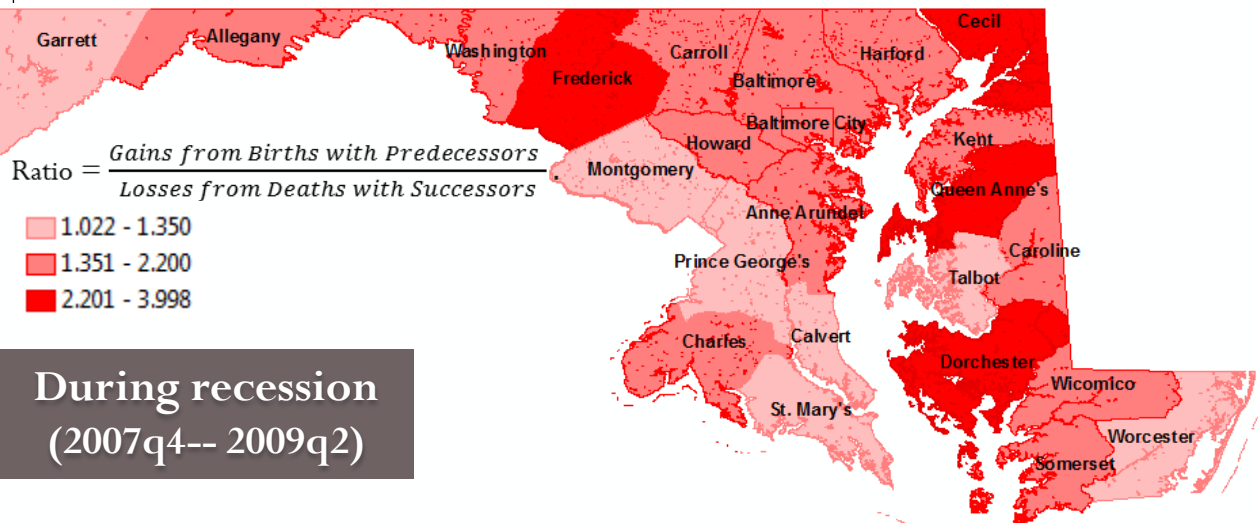 Cecil
Garrett
Allegany
Washington
Carroll
Harford
Frederick
Baltimore
Baltimore City
Kent
Howard
Ratio = Gains from Births with Predecessors
Losses from Deaths with Successors .
Montgomery
Queen Anne's
Anne Arundel
1.022 - 1.350
Caroline
1.351 - 2.200
Prince George's
Talbot
2.201 - 3.998
Charles
Calvert
Dorchester
During recession
(2007q4-- 2009q2)
Wicomico
St. Mary's
Worcester
Somerset